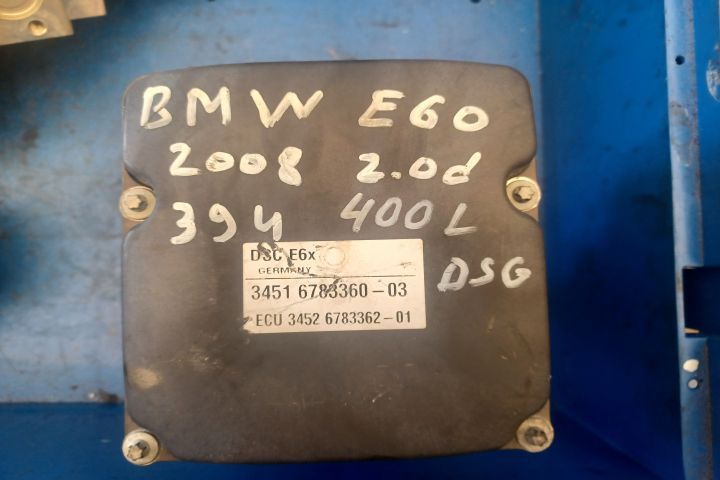 BMW E60
2008 2.0d
394 400L
DSG
DSC E6x
GERMANY
3451 6783360-03
ECU 3452 6783362-01